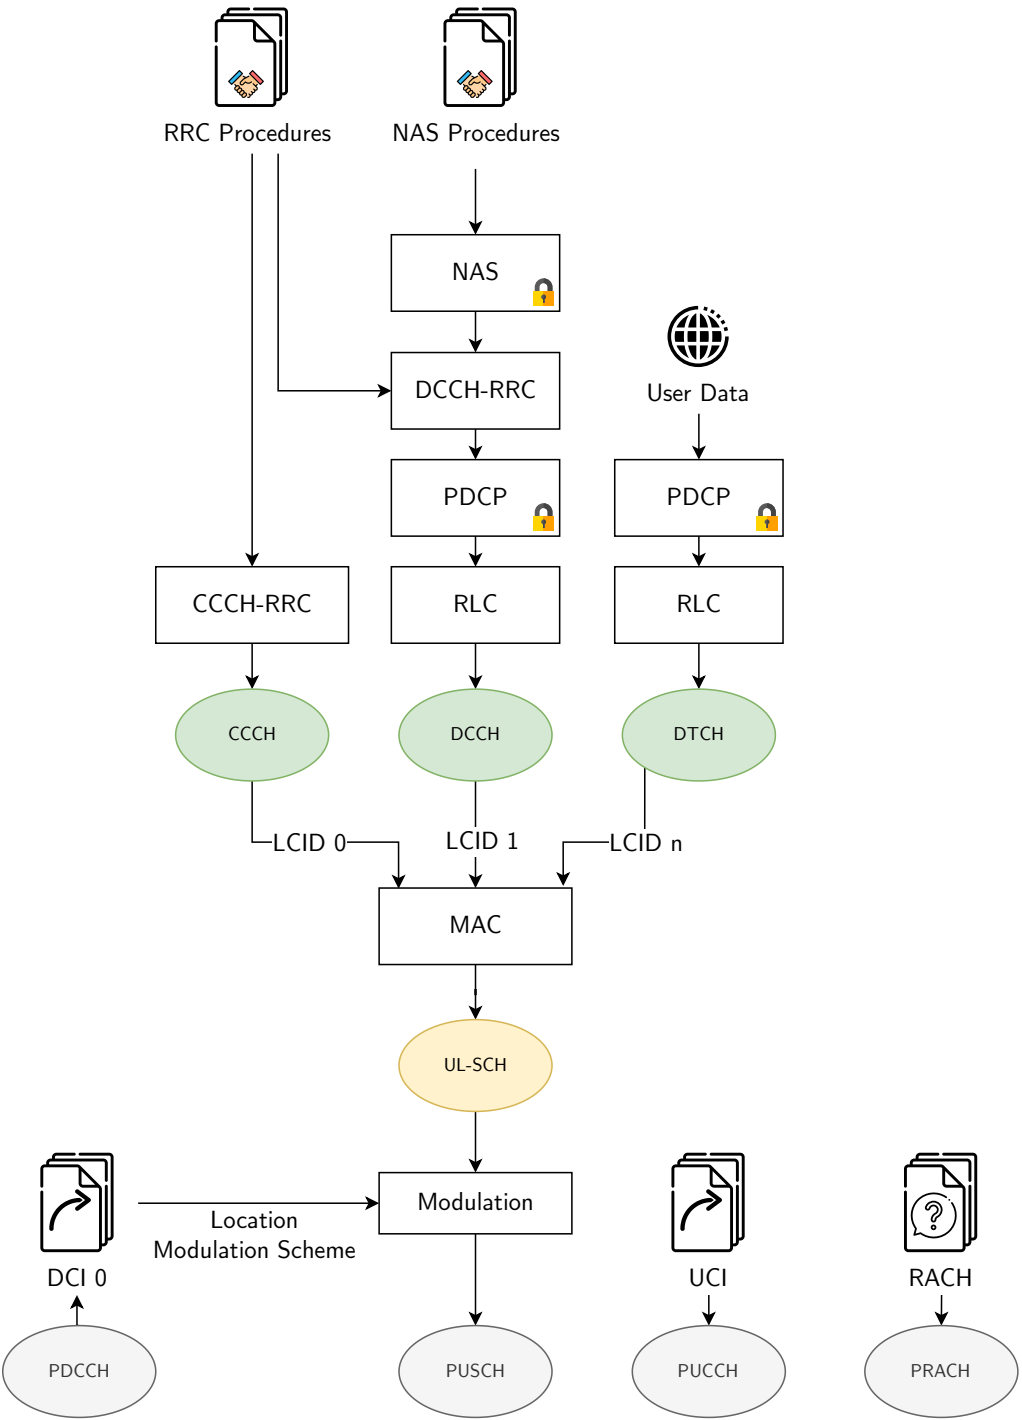 RRC Procedures
NAS Procedures
NAS
DCCH-RRC
User Data
PDCP
PDCP
CCCH-RRC
RLC
RLC
CCCH
DCCH
DTCH
LCID 0
LCID 1
LCID n
MAC
UL-SCH
Modulation
Location
Modulation Scheme
DCI 0
UCI
RACH
PDCCH
PUSCH
PUCCH
PRACH